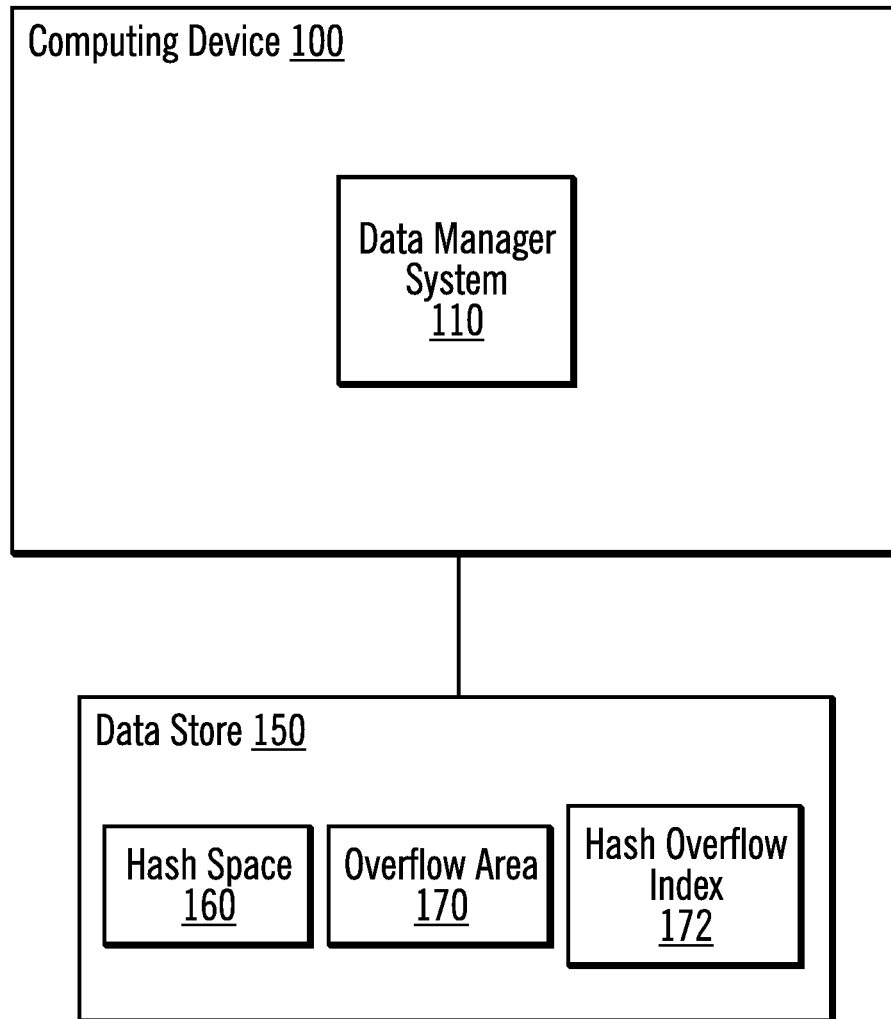 Computing Device 100
Data Manager
System
110
Data Store 150
Hash Space
160
Overflow Area
170
Hash Overflow
Index
172